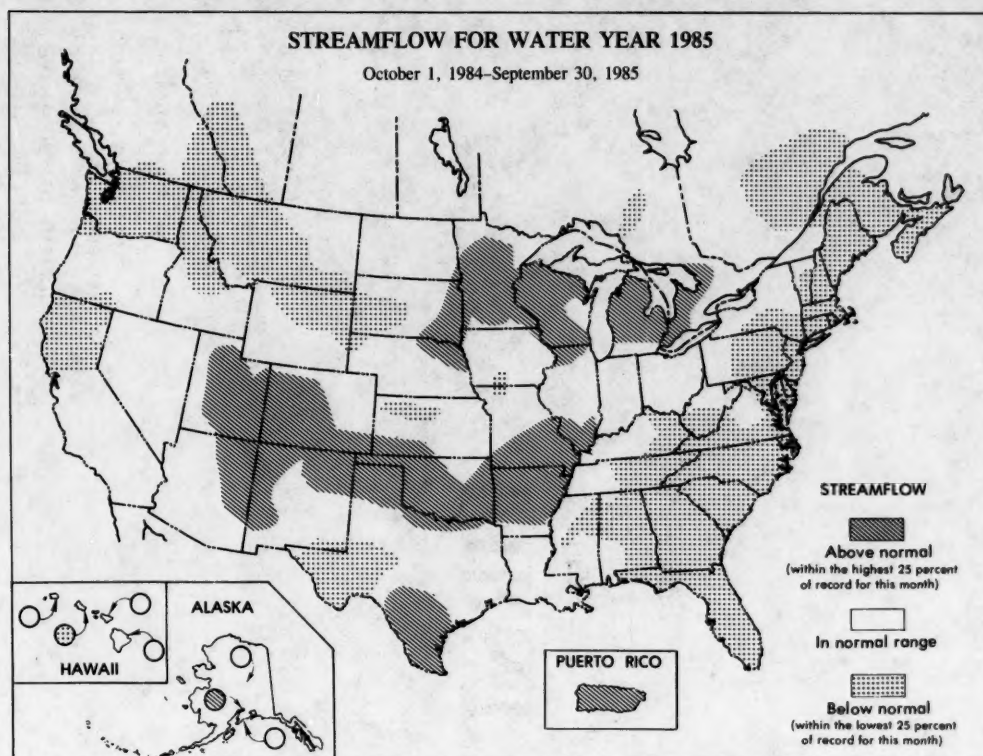 STREAMFLOW FOR WATER YEAR 1985
October 1, 1984–September 30, 1985
STREAMFLOW
Above normal
(within the highest 25 percent
of record for this month)
In normal range
Below normal
(within the lowest 25 percent
of record for this month)
ALASKA
HAWAII
PUERTO RICO